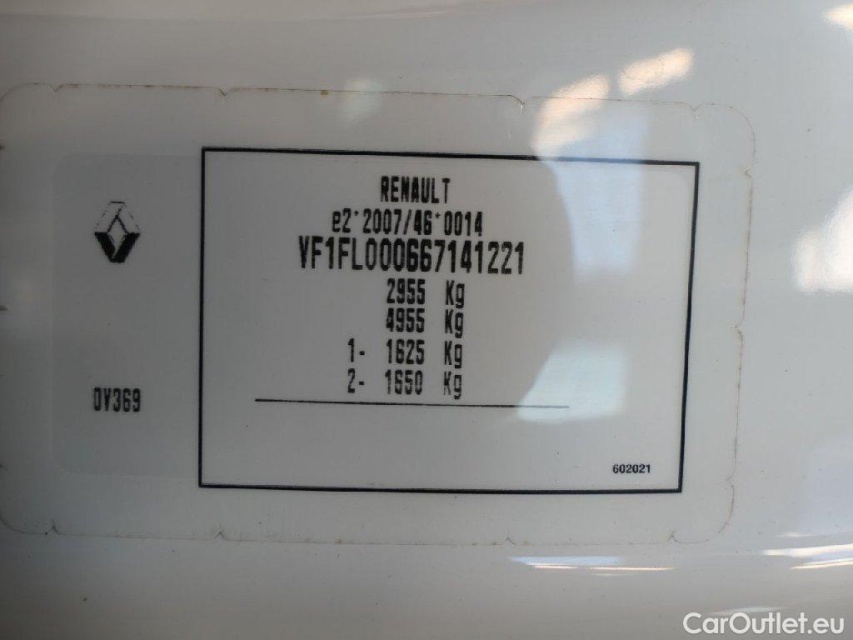 RENAULT
e2*2007/46*0014
VF1FL000667141221
2955 Kg
4955 Kg
1- 1625 Kg
2- 1650 Kg
0V369
602021
CarOutlet.eu